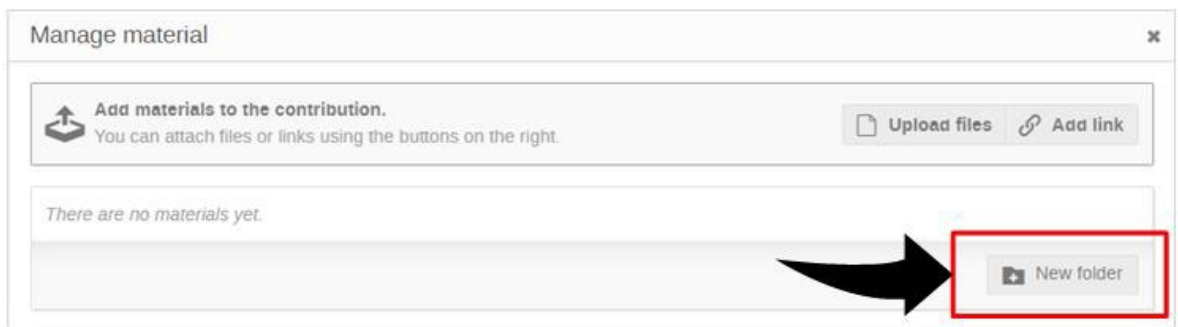 Manage material
Add materials to the contribution.
You can attach files or links using the buttons on the right.
Upload files
Add link
There are no materials yet.
New folder